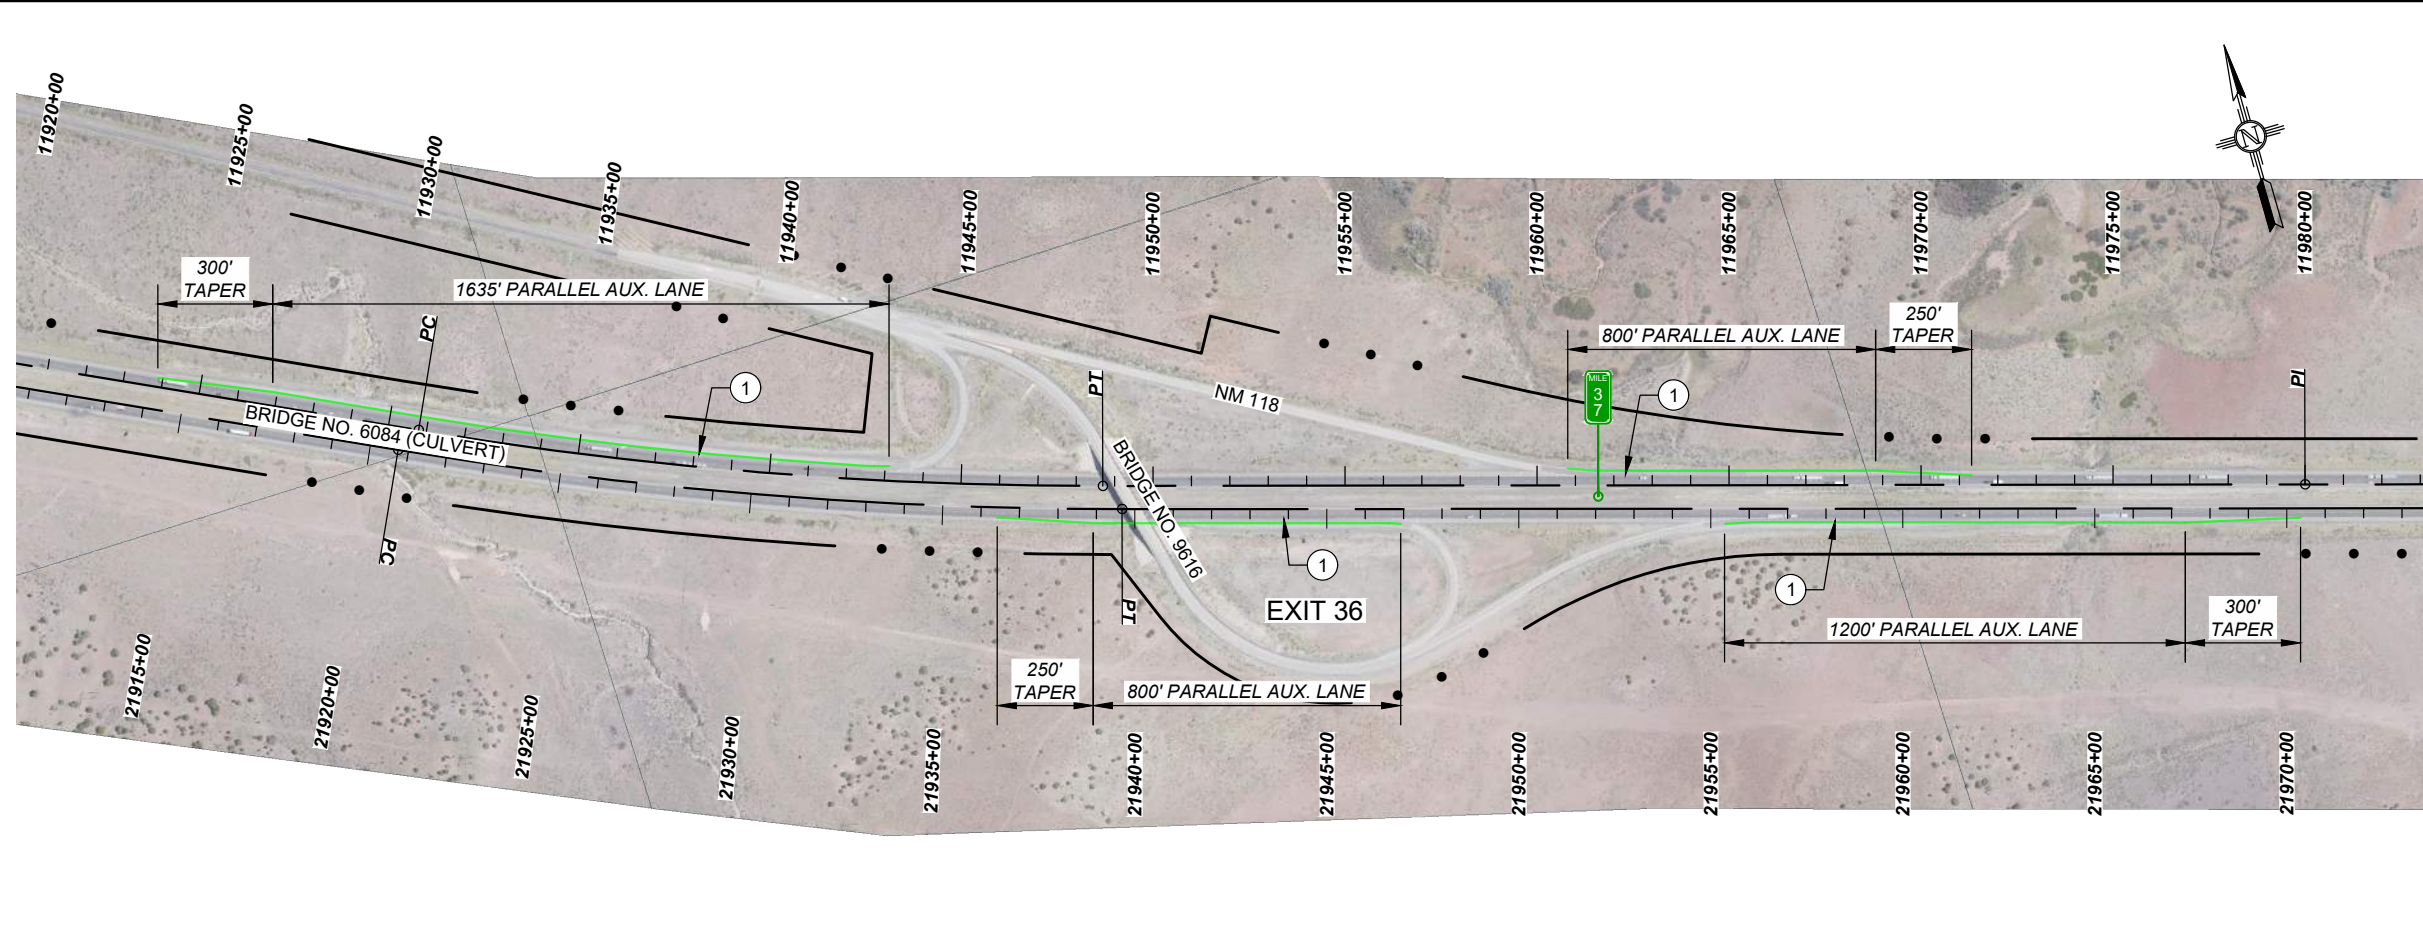 11920+00
11925+00
11930+00
11935+00
11940+00
11945+00
11950+00
11955+00
11960+00
11965+00
11970+00
11975+00
11980+00
N
300'
TAPER
1635' PARALLEL AUX. LANE
800' PARALLEL AUX. LANE
250'
TAPER
PC
1
PT
NM 118
MILE
3
7
1
PI
BRIDGE NO. 6084 (CULVERT)
BRIDGE NO. 9616
PC
PT
1
EXIT 36
1
250'
TAPER
800' PARALLEL AUX. LANE
1200' PARALLEL AUX. LANE
300'
TAPER
21915+00
21920+00
21925+00
21930+00
21935+00
21940+00
21945+00
21950+00
21955+00
21960+00
21965+00
21970+00